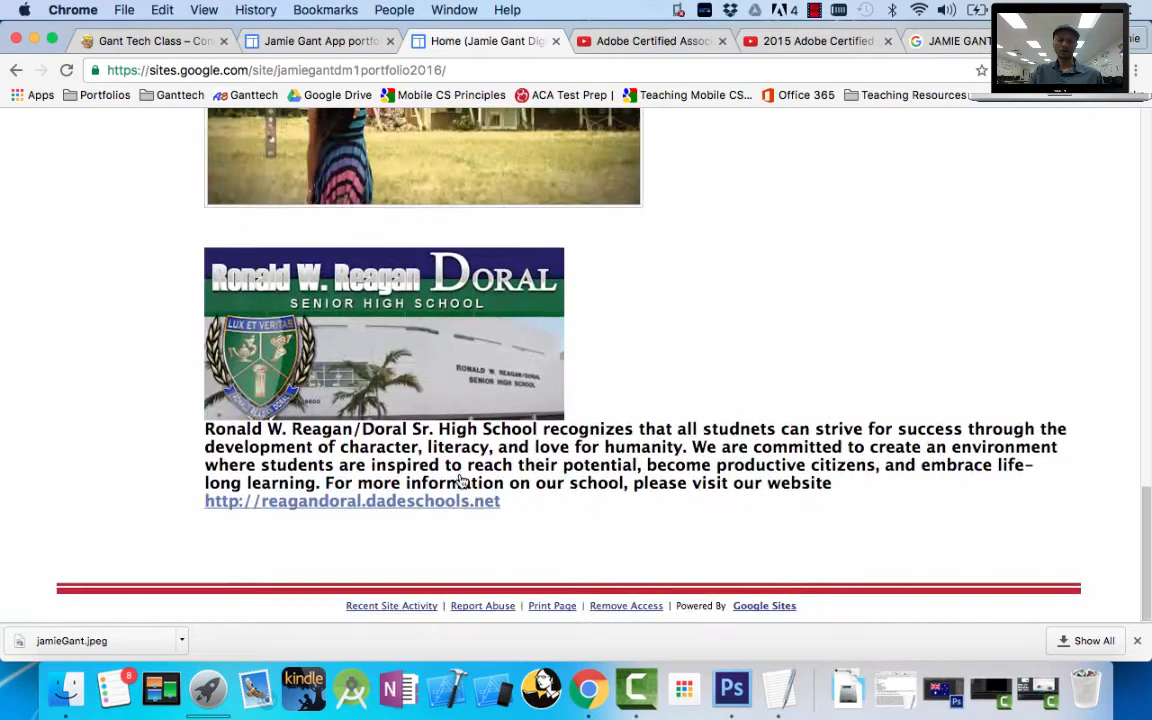 Chrome File Edit View History Bookmarks People Window Help
4
Gant Tech Class – Con
Jamie Gant App portfo
Home (Jamie Gant Dig
Adobe Certified Assoc
2015 Adobe Certified
JAMIE GANT
https://sites.google.com/site/jamiegantdm1portfolio2016/
Apps Portfolios Ganttech Ganttech Google Drive Mobile CS Principles ACA Test Prep | Teaching Mobile CS... Office 365 Teaching Resources
Ronald W. Reagan DORAL
SENIOR HIGH SCHOOL
LUX ET VERITAS
RONALD W. REAGAN/DORAL
SENIOR HIGH SCHOOL
Ronald W. Reagan/Doral Sr. High School recognizes that all studnets can strive for success through the
development of character, literacy, and love for humanity. We are committed to create an environment
where students are inspired to reach their potential, become productive citizens, and embrace life-
long learning. For more information on our school, please visit our website
http://reagandoral.dadeschools.net
Recent Site Activity | Report Abuse | Print Page | Remove Access | Powered By Google Sites
jamieGant.jpeg
Show All
8
kindle
N
C
Ps